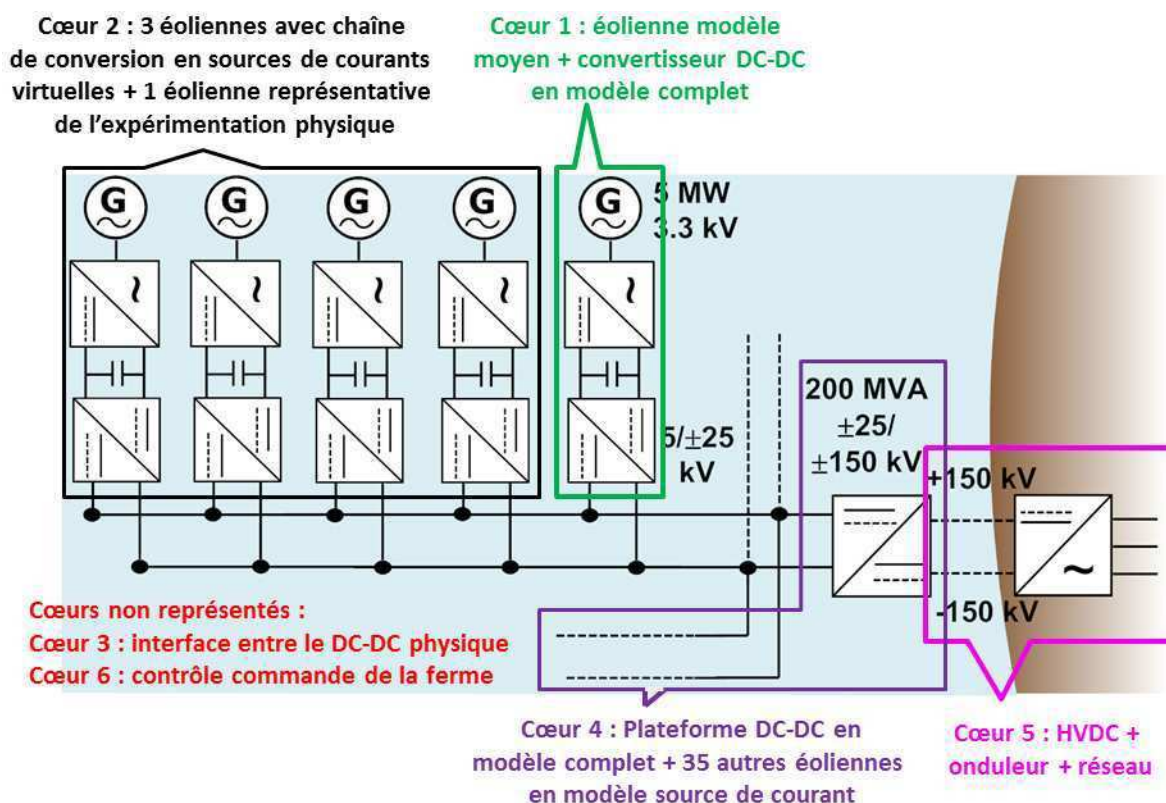 Cœur 2 : 3 éoliennes avec chaîne
de conversion en sources de courants
virtuelles + 1 éolienne représentative
de l’expérimentation physique
Cœur 1 : éolienne modèle
moyen + convertisseur DC-DC
en modèle complet
G
G
G
G
G
5 MW
3.3 kV
5/±25
kV
200 MVA
±25/
±150 kV
+150 kV
-150 kV
Cœurs non représentés :
Cœur 3 : interface entre le DC-DC physique
Cœur 6 : contrôle commande de la ferme
Cœur 4 : Plateforme DC-DC en
modèle complet + 35 autres éoliennes
en modèle source de courant
Cœur 5 : HVDC +
onduleur + réseau